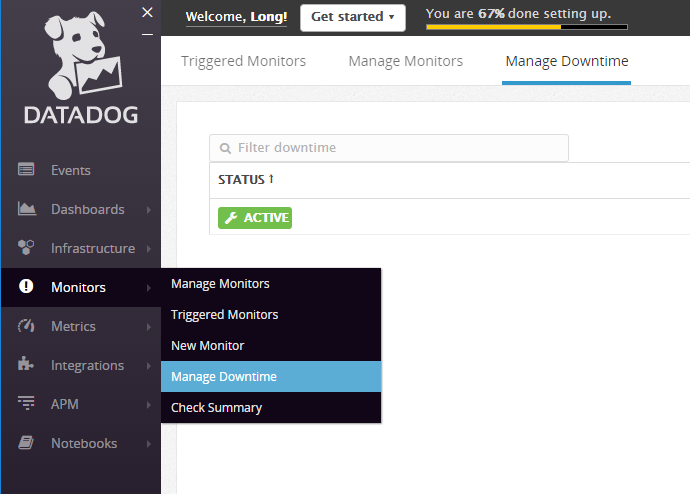 Welcome, Long!
Get started
You are 67% done setting up.
DATADOG
Triggered Monitors
Manage Monitors
Manage Downtime
Filter downtime
STATUS
ACTIVE
Events
Dashboards
Infrastructure
Monitors
Metrics
Integrations
APM
Notebooks
Manage Monitors
Triggered Monitors
New Monitor
Manage Downtime
Check Summary